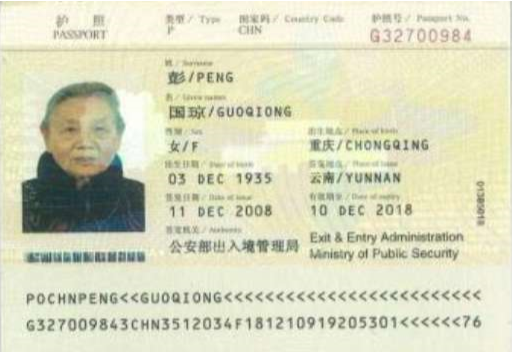 护照 类型 / Type 国家码 / Country Code 护照号 / Passport No.
PASSPORT P CHN G32700984
姓 / Surname
彭/PENG
名 / Given names
国琼/GUOQIONG
性别 / Sex 出生地点 / Place of birth
女/F 重庆/CHONGQING
出生日期 / Date of birth 签发地点 / Place of issue
03 DEC 1935 云南/YUNNAN
签发日期 / Date of issue 有效期至 / Date of expiry
11 DEC 2008 10 DEC 2018
签发机关 / Authority
公安部出入境管理局 Exit & Entry Administration
Ministry of Public Security
POCHNPENG<<GUOQIONG<<<<<<<<<<<<<<<<<<<<<<<<<
G327009843CHN3512034F181210919205301<<<<<<76